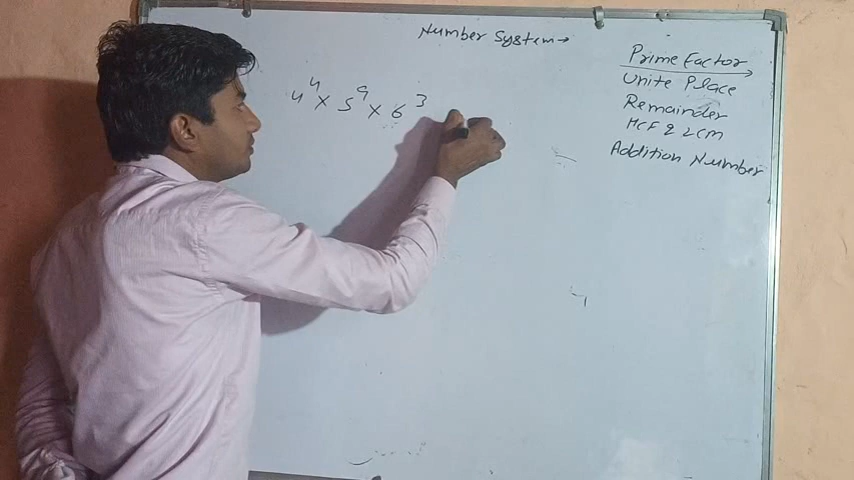 Number System →
4⁴ × 5⁹ × 6³
Prime Factor
Unite Place
Remainder
HCF & LCM
Addition Number